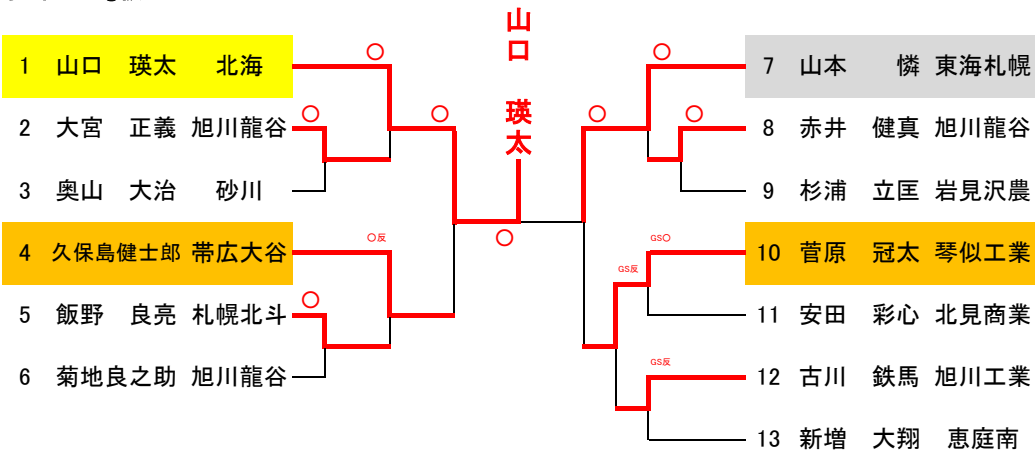 山口 瑛太
1 山口 瑛太 北海
〇
2 大宮 正義 旭川龍谷
〇
〇
3 奥山 大治 砂川
4 久保島健士郎 帯広大谷
〇反
5 飯野 良亮 札幌北斗
〇
6 菊地良之助 旭川龍谷
〇
7 山本 憐 東海札幌
〇
8 赤井 健真 旭川龍谷
〇
〇
9 杉浦 立匡 岩見沢農
10 菅原 冠太 琴似工業
GS〇
GS反
11 安田 彩心 北見商業
12 古川 鉄馬 旭川工業
GS反
13 新増 大翔 恵庭南